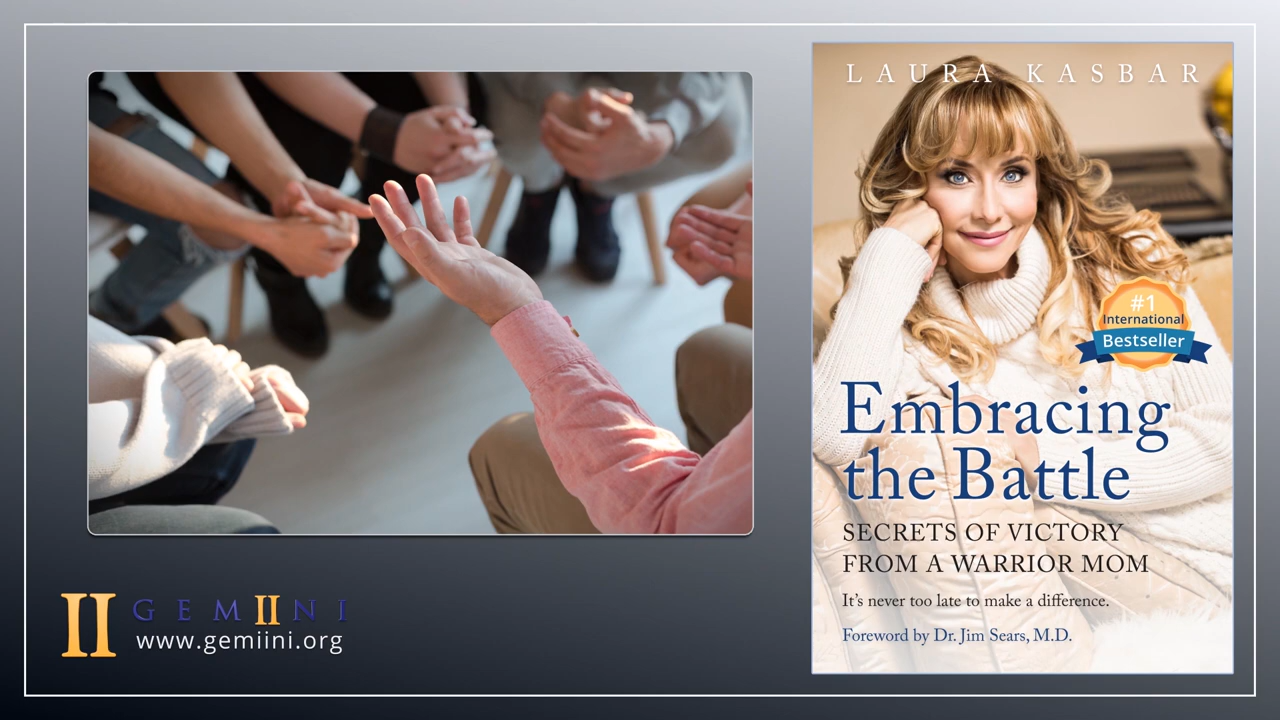 LAURA KASBAR
#1
International
Bestseller
Embracing
the Battle
SECRETS OF VICTORY
FROM A WARRIOR MOM
It's never too late to make a difference.
Foreword by Dr. Jim Sears, M.D.
II GEMIINI
www.gemiini.org